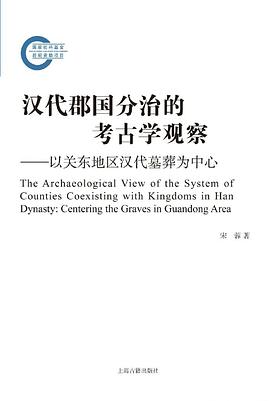 国家社科基金
后期资助项目
汉代郡国分治的
考古学观察
——以关东地区汉代墓葬为中心
The Archaeological View of the System of
Counties Coexisting with Kingdoms in Han
Dynasty: Centering the Graves in Guandong Area
宋 蓉 著
上海古籍出版社